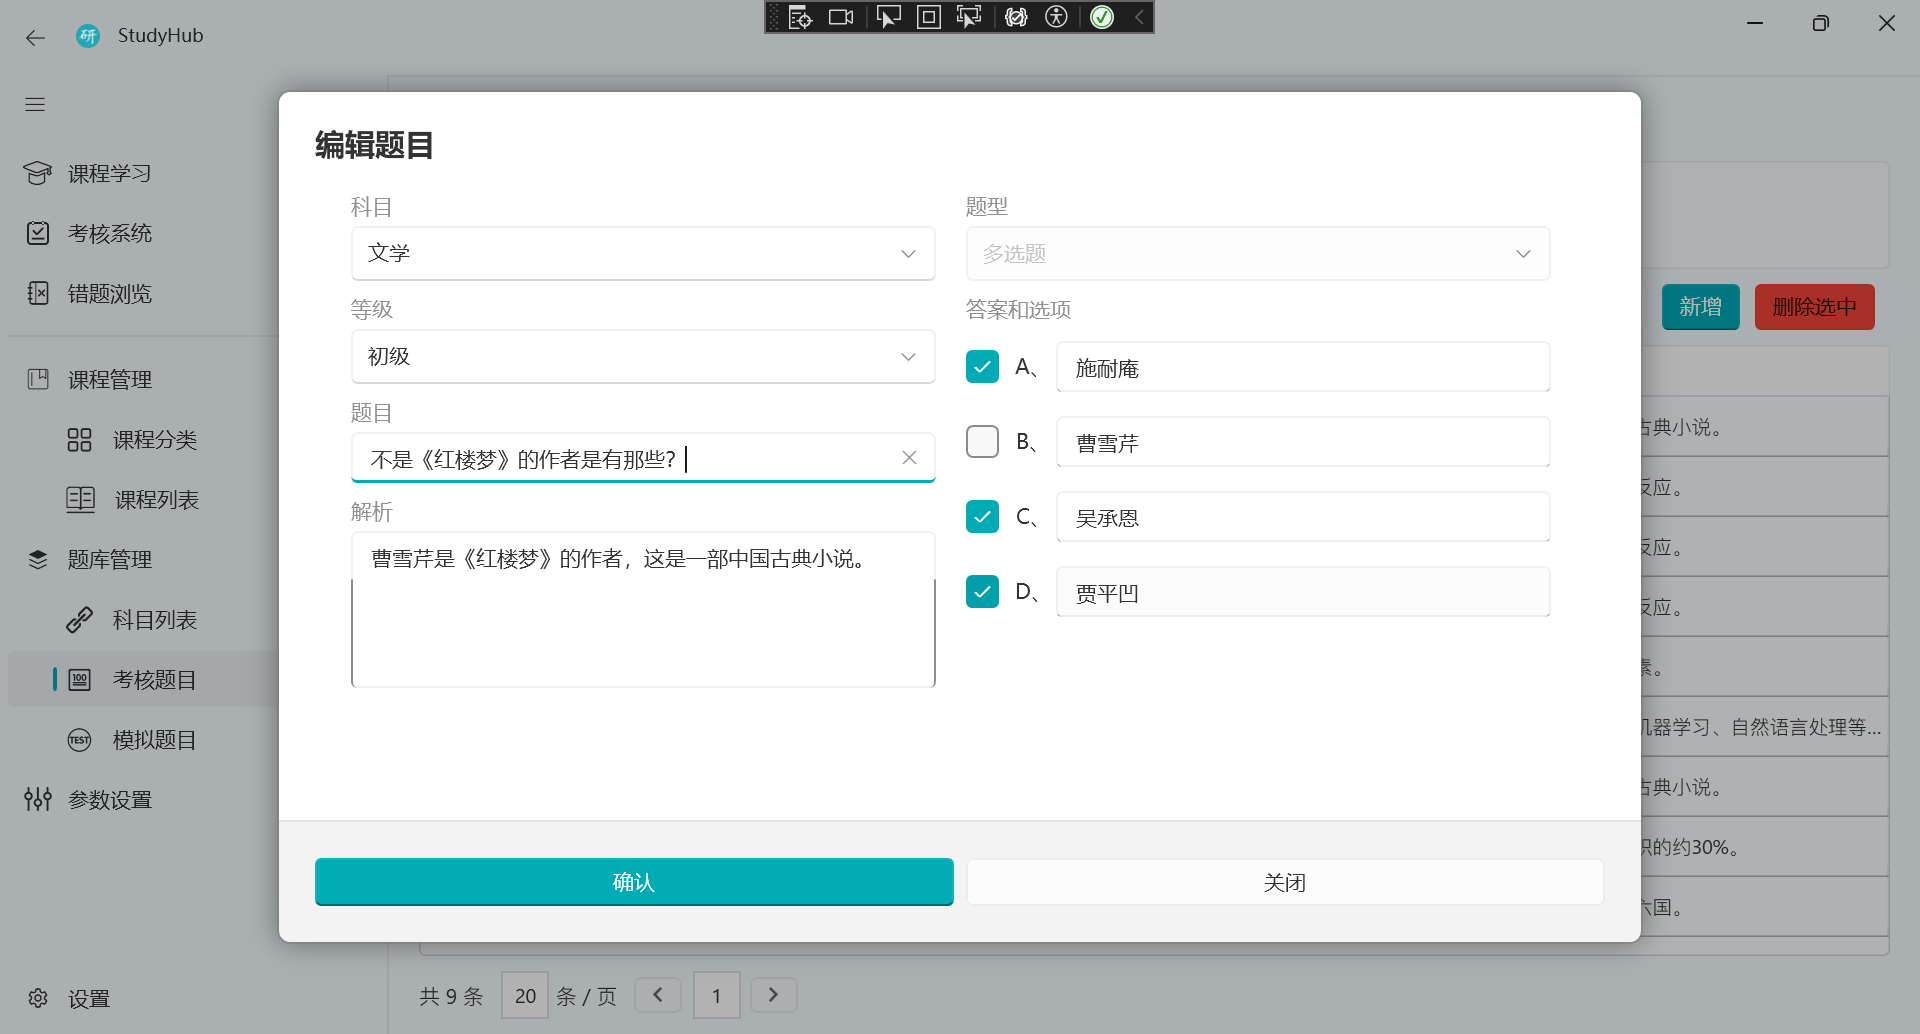 StudyHub
研
课程学习
考核系统
错题浏览
课程管理
课程分类
课程列表
题库管理
科目列表
100
考核题目
TEST
模拟题目
参数设置
设置
编辑题目
科目
文学
等级
初级
题目
不是《红楼梦》的作者是有那些?
解析
曹雪芹是《红楼梦》的作者，这是一部中国古典小说。
题型
多选题
答案和选项
A、 施耐庵
B、 曹雪芹
C、 吴承恩
D、 贾平凹
确认
关闭
新增
删除选中
古典小说。
反应。
反应。
反应。
素。
机器学习、自然语言处理等...
古典小说。
积的约30%。
六国。
共 9 条
20
条 / 页
1